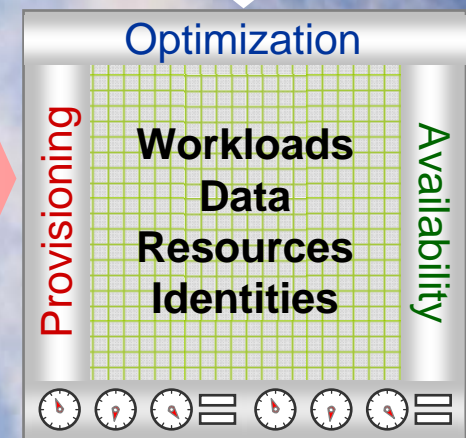 Optimization
Provisioning
Workloads
Data
Resources
Identities
Availability